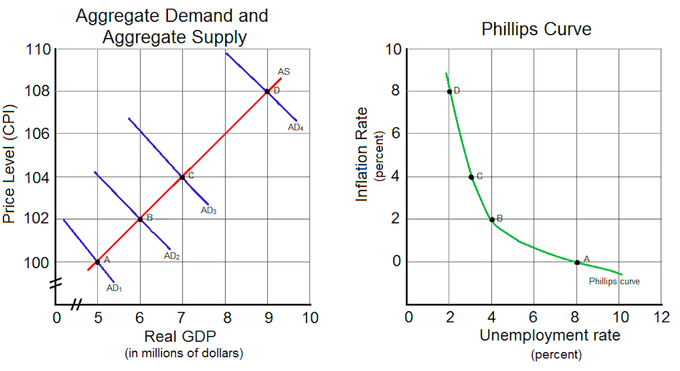 Aggregate Demand and
Aggregate Supply
Price Level (CPI)
110
108
106
104
102
100
AS
D
AD4
C
AD3
B
AD2
A
AD1
0 5 6 7 8 9 10
Real GDP
(in millions of dollars)
Phillips Curve
Inflation Rate
(percent)
10
8
6
4
2
0
D
C
B
A
Phillips curve
0 2 4 6 8 10 12
Unemployment rate
(percent)